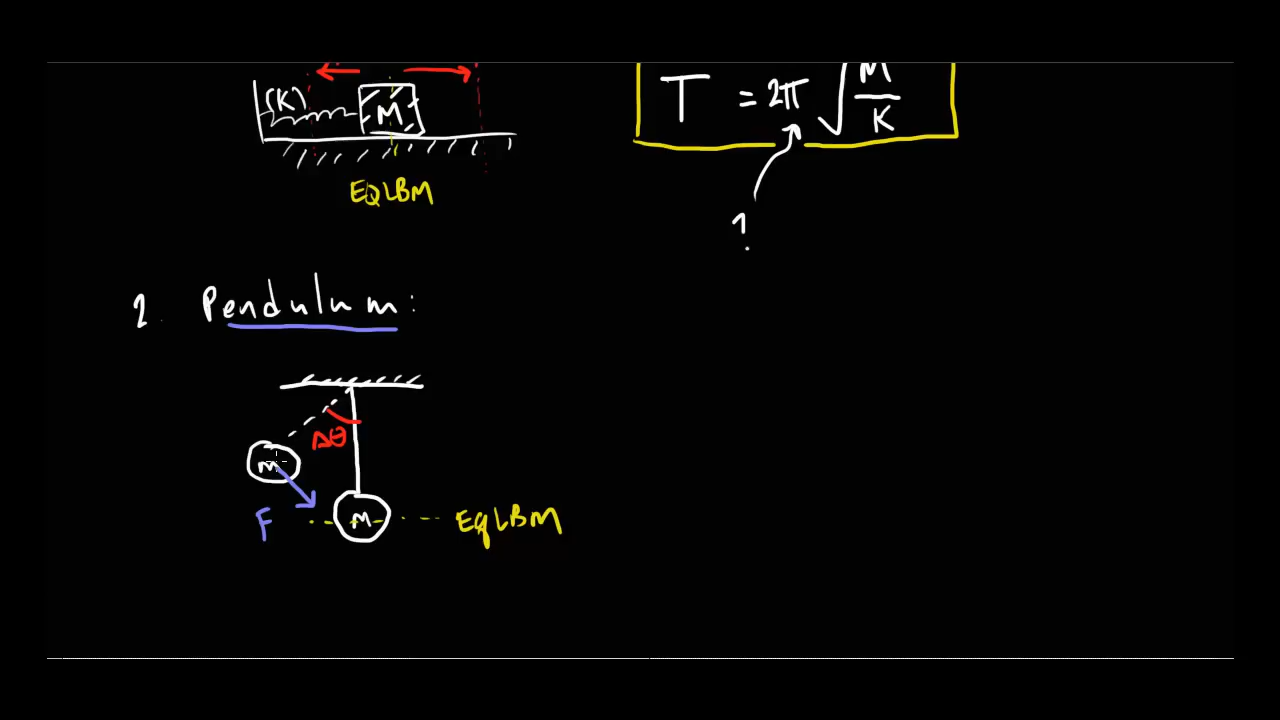 (K)
M
EQLBM
T = 2π √ M/K
?
2. Pendulum:
Δθ
m
F
M
EqLBM